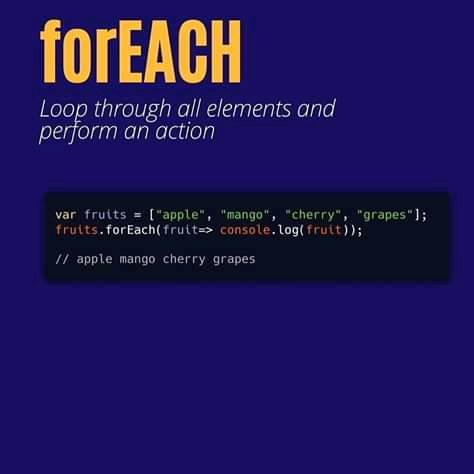 forEACH
Loop through all elements and
perform an action
var fruits = ["apple", "mango", "cherry", "grapes"];
fruits.forEach(fruit=> console.log(fruit));
// apple mango cherry grapes